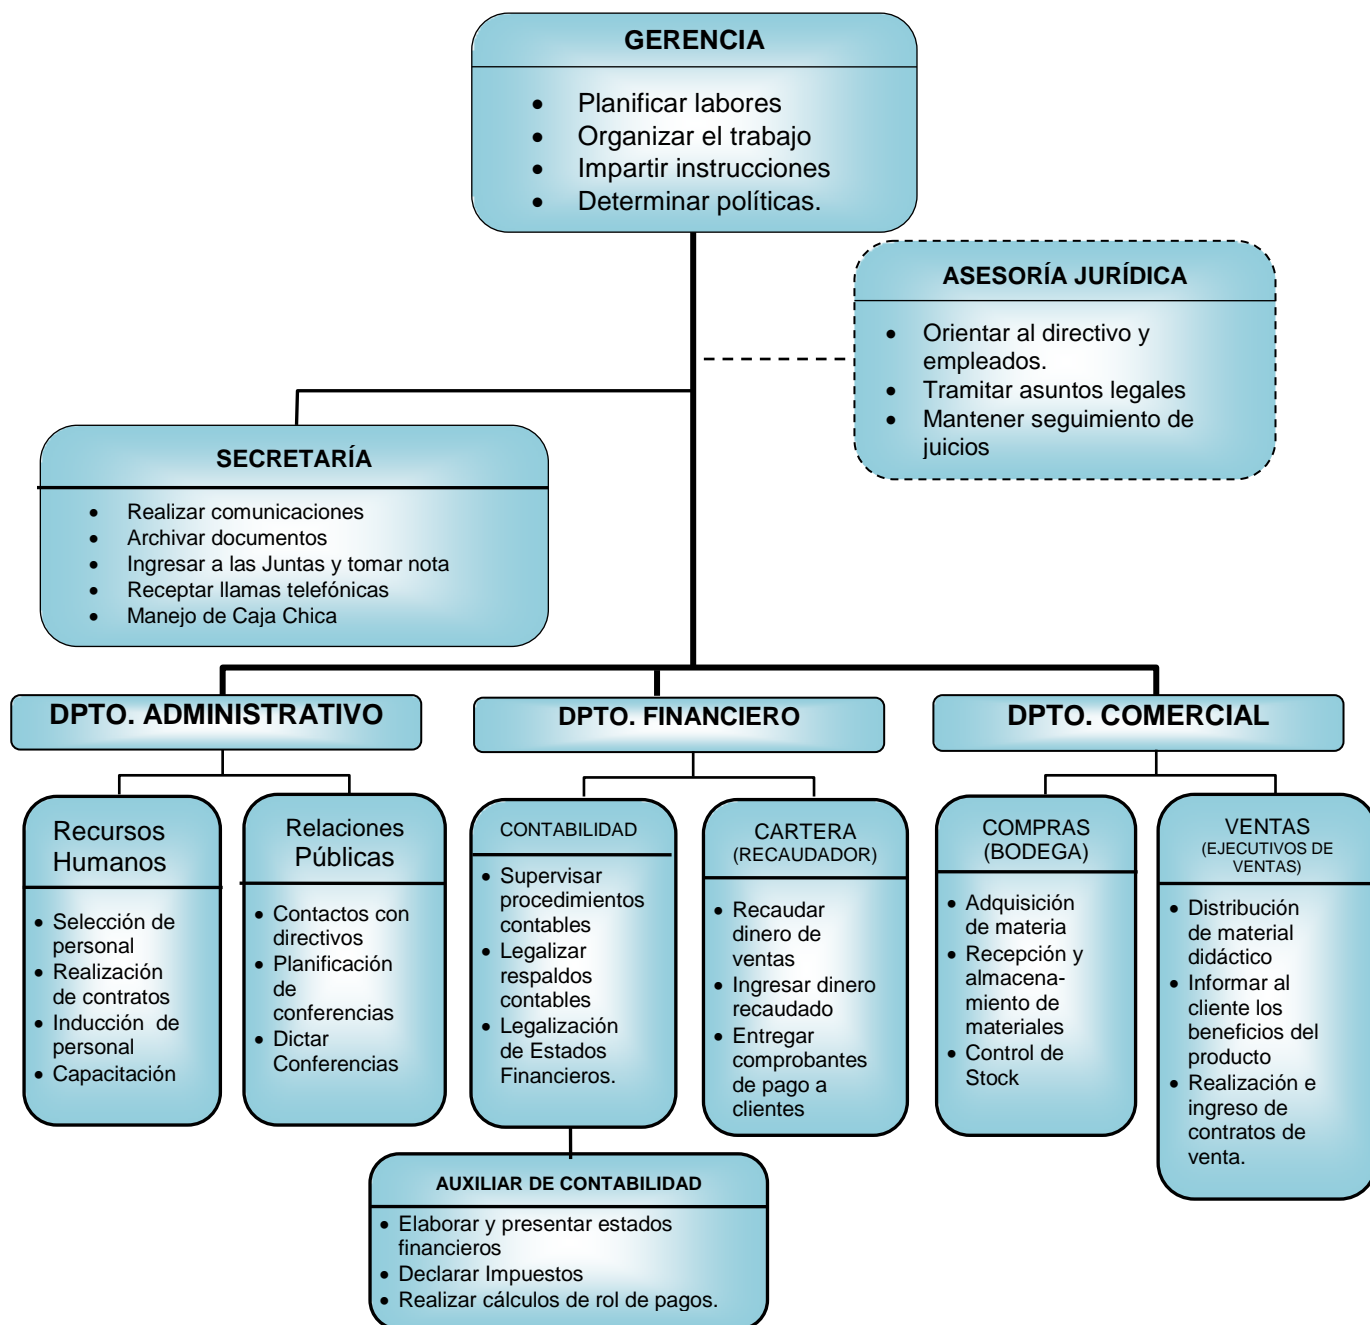 GERENCIA
• Planificar labores
• Organizar el trabajo
• Impartir instrucciones
• Determinar políticas.
ASESORÍA JURÍDICA
• Orientar al directivo y
empleados.
• Tramitar asuntos legales
• Mantener seguimiento de
juicios
SECRETARÍA
• Realizar comunicaciones
• Archivar documentos
• Ingresar a las Juntas y tomar nota
• Receptar llamas telefónicas
• Manejo de Caja Chica
DPTO. ADMINISTRATIVO
DPTO. FINANCIERO
DPTO. COMERCIAL
Recursos
Humanos
• Selección de
personal
• Realización
de contratos
• Inducción de
personal
• Capacitación
Relaciones
Públicas
• Contactos con
directivos
• Planificación
de
conferencias
• Dictar
Conferencias
CONTABILIDAD
• Supervisar
procedimientos
contables
• Legalizar
respaldos
contables
• Legalización
de Estados
Financieros.
CARTERA
(RECAUDADOR)
• Recaudar
dinero de
ventas
• Ingresar dinero
recaudado
• Entregar
comprobantes
de pago a
clientes
COMPRAS
(BODEGA)
• Adquisición
de materia
• Recepción y
almacena-
miento de
materiales
• Control de
Stock
VENTAS
(EJECUTIVOS DE
VENTAS)
• Distribución
de material
didáctico
• Informar al
cliente los
beneficios del
producto
• Realización e
ingreso de
contratos de
venta.
AUXILIAR DE CONTABILIDAD
• Elaborar y presentar estados
financieros
• Declarar Impuestos
• Realizar cálculos de rol de pagos.